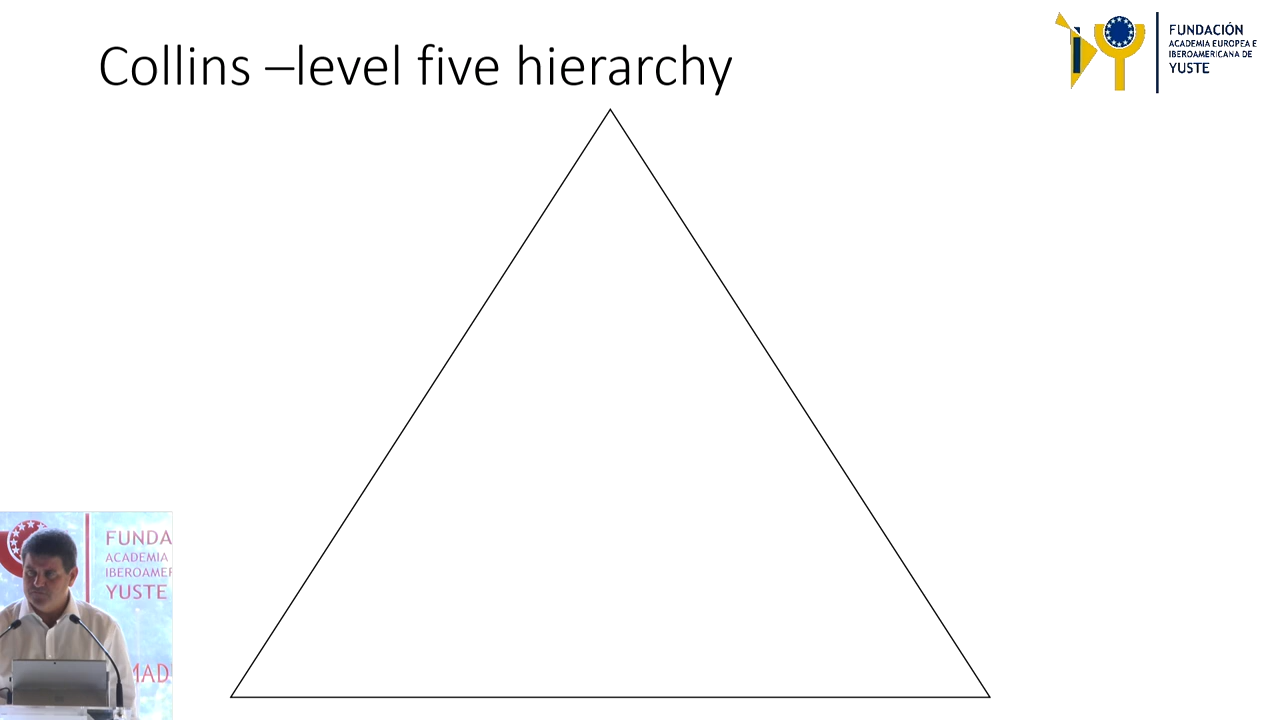 Collins –level five hierarchy
FUNDACIÓN
ACADEMIA EUROPEA E
IBEROAMERICANA DE
YUSTE
FUNDA
ACADEMIA
IBEROAMER
YUSTE
MAD